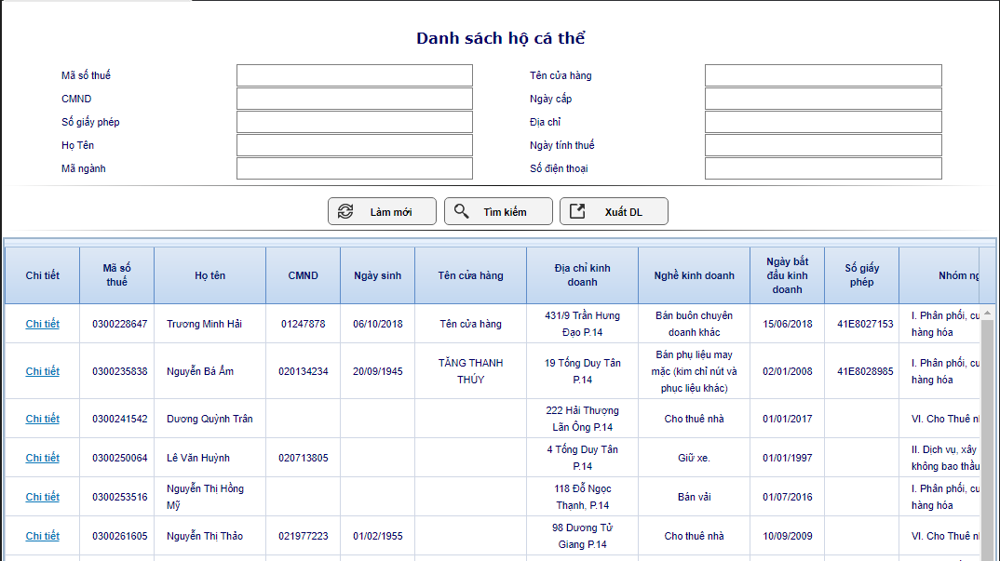 Danh sách hộ cá thể
Mã số thuế
Tên cửa hàng
CMND
Ngày cấp
Số giấy phép
Địa chỉ
Họ Tên
Ngày tính thuế
Mã ngành
Số điện thoại
Làm mới
Tìm kiếm
Xuất DL
Chi tiết
Mã số
thuế
Họ tên
CMND
Ngày sinh
Tên cửa hàng
Địa chỉ kinh
doanh
Nghề kinh doanh
Ngày bắt
đầu kinh
doanh
Số giấy
phép
Nhóm ng
Chi tiết
0300228647
Trương Minh Hải
01247878
06/10/2018
Tên cửa hàng
431/9 Trần Hưng
Đạo P.14
Bán buôn chuyên
doanh khác
15/06/2018
41E8027153
I. Phân phối, cu
hàng hóa
Chi tiết
0300235838
Nguyễn Bá Ẩm
020134234
20/09/1945
TĂNG THANH
THÚY
19 Tống Duy Tân
P.14
Bán phụ liệu may
mặc (kim chỉ nút và
phục liệu khác)
02/01/2008
41E8028985
I. Phân phối, cu
hàng hóa
Chi tiết
0300241542
Dương Quỳnh Trân
222 Hải Thượng
Lãn Ông P.14
Cho thuê nhà
01/01/2017
VI. Cho Thuê nh
Chi tiết
0300250064
Lê Văn Huỳnh
020713805
4 Tống Duy Tân
P.14
Giữ xe.
01/01/1997
II. Dịch vụ, xây
không bao thầu
Chi tiết
0300253516
Nguyễn Thị Hồng
Mỹ
118 Đỗ Ngọc
Thạnh, P.14
Bán vải
01/07/2016
I. Phân phối, cu
hàng hóa
Chi tiết
0300261605
Nguyễn Thị Thảo
021977223
01/02/1955
98 Dương Tử
Giang P.14
Cho thuê nhà
10/09/2009
VI. Cho Thuê nh